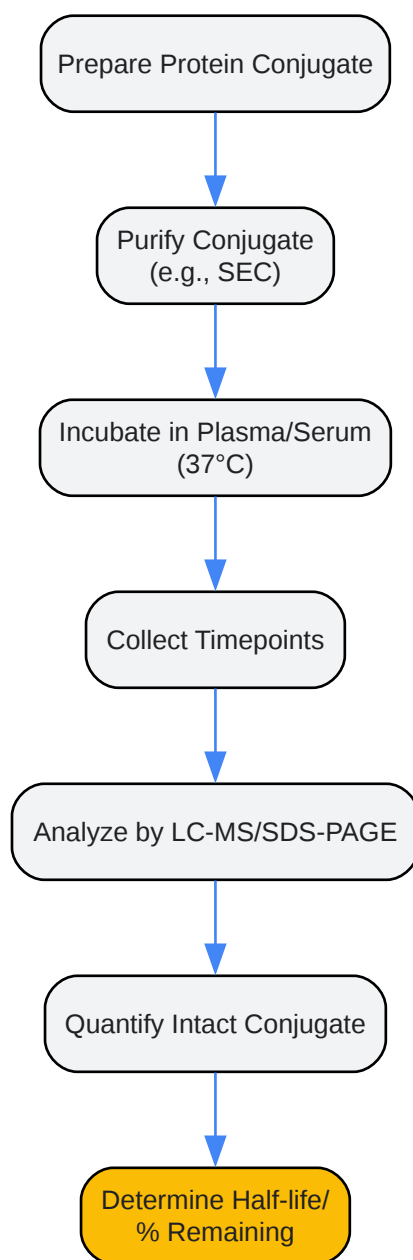 Prepare Protein Conjugate
Purify Conjugate
(e.g., SEC)
Incubate in Plasma/Serum
(37°C)
Collect Timepoints
Analyze by LC-MS/SDS-PAGE
Quantify Intact Conjugate
Determine Half-life/
% Remaining